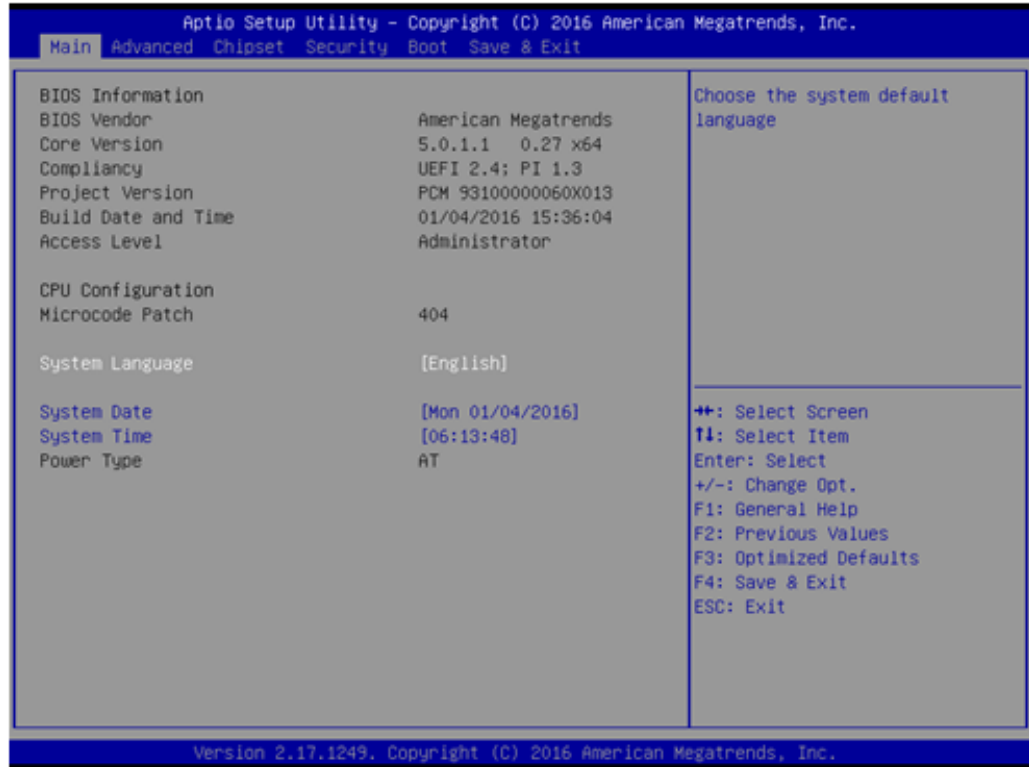 Aptio Setup Utility – Copyright (C) 2016 American Megatrends, Inc.
Main Advanced Chipset Security Boot Save & Exit
BIOS Information
BIOS Vendor American Megatrends
Core Version 5.0.1.1 0.27 x64
Compliancy UEFI 2.4; PI 1.3
Project Version PCM 93100000060X013
Build Date and Time 01/04/2016 15:36:04
Access Level Administrator
CPU Configuration
Microcode Patch 404
System Language [English]
System Date [Mon 01/04/2016]
System Time [06:13:48]
Power Type AT
Choose the system default
language
→←: Select Screen
↑↓: Select Item
Enter: Select
+/-: Change Opt.
F1: General Help
F2: Previous Values
F3: Optimized Defaults
F4: Save & Exit
ESC: Exit
Version 2.17.1249. Copyright (C) 2016 American Megatrends, Inc.